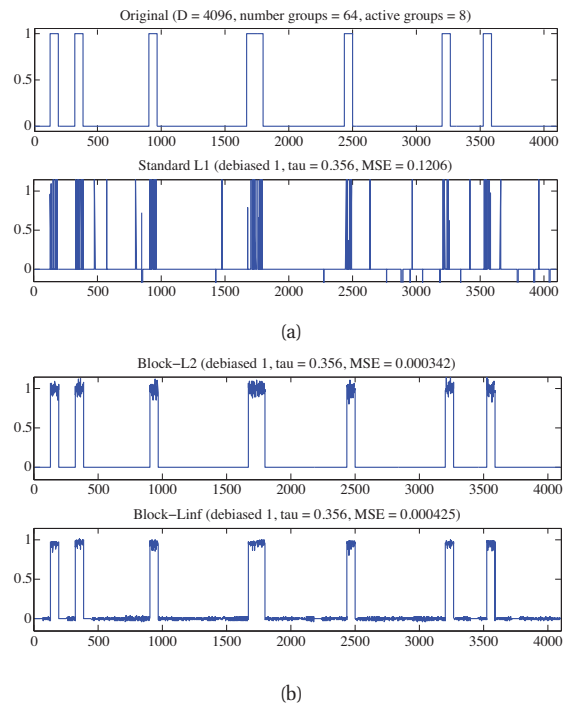 Original (D = 4096, number groups = 64, active groups = 8)
1
0.5
0
0 500 1000 1500 2000 2500 3000 3500 4000
Standard L1 (debiased 1, tau = 0.356, MSE = 0.1206)
1
0.5
0
0 500 1000 1500 2000 2500 3000 3500 4000
(a)
Block−L2 (debiased 1, tau = 0.356, MSE = 0.000342)
1
0.5
0
0 500 1000 1500 2000 2500 3000 3500 4000
Block−Linf (debiased 1, tau = 0.356, MSE = 0.000425)
1
0.5
0
0 500 1000 1500 2000 2500 3000 3500 4000
(b)